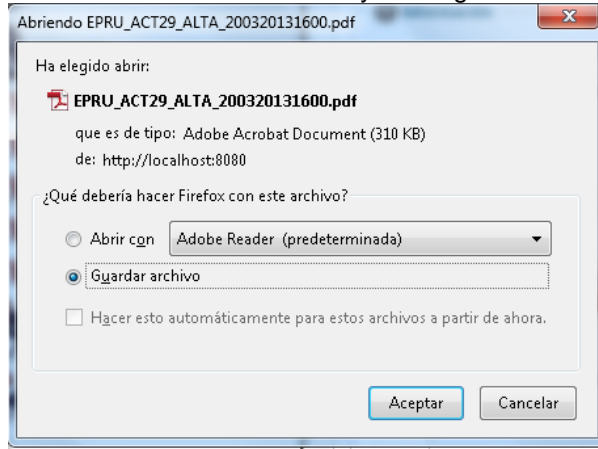 Abriendo EPRU_ACT29_ALTA_200320131600.pdf
Ha elegido abrir:
EPRU_ACT29_ALTA_200320131600.pdf
que es de tipo: Adobe Acrobat Document (310 KB)
de: http://localhost:8080
¿Qué debería hacer Firefox con este archivo?
Abrir con Adobe Reader (predeterminada)
Guardar archivo
Hacer esto automáticamente para estos archivos a partir de ahora.
Aceptar Cancelar